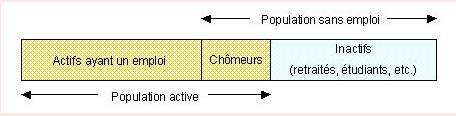 Population sans emploi
Actifs ayant un emploi
Chômeurs
Inactifs
(retraités, étudiants, etc.)
Population active